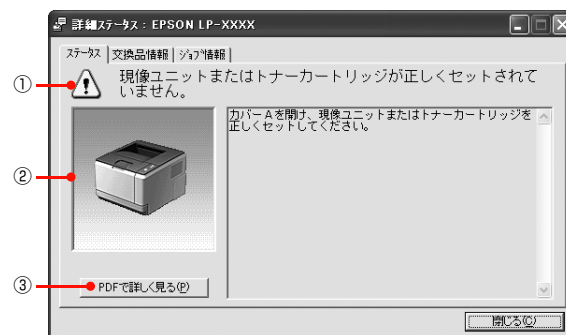 詳細ステータス：EPSON LP-XXXX
ステータス 交換品情報 ジョブ情報
① 現像ユニットまたはトナーカートリッジが正しくセットされて
いません。
カバーAを開け、現像ユニットまたはトナーカートリッジを
正しくセットしてください。
②
③ PDFで詳しく見る(P)
閉じる(C)